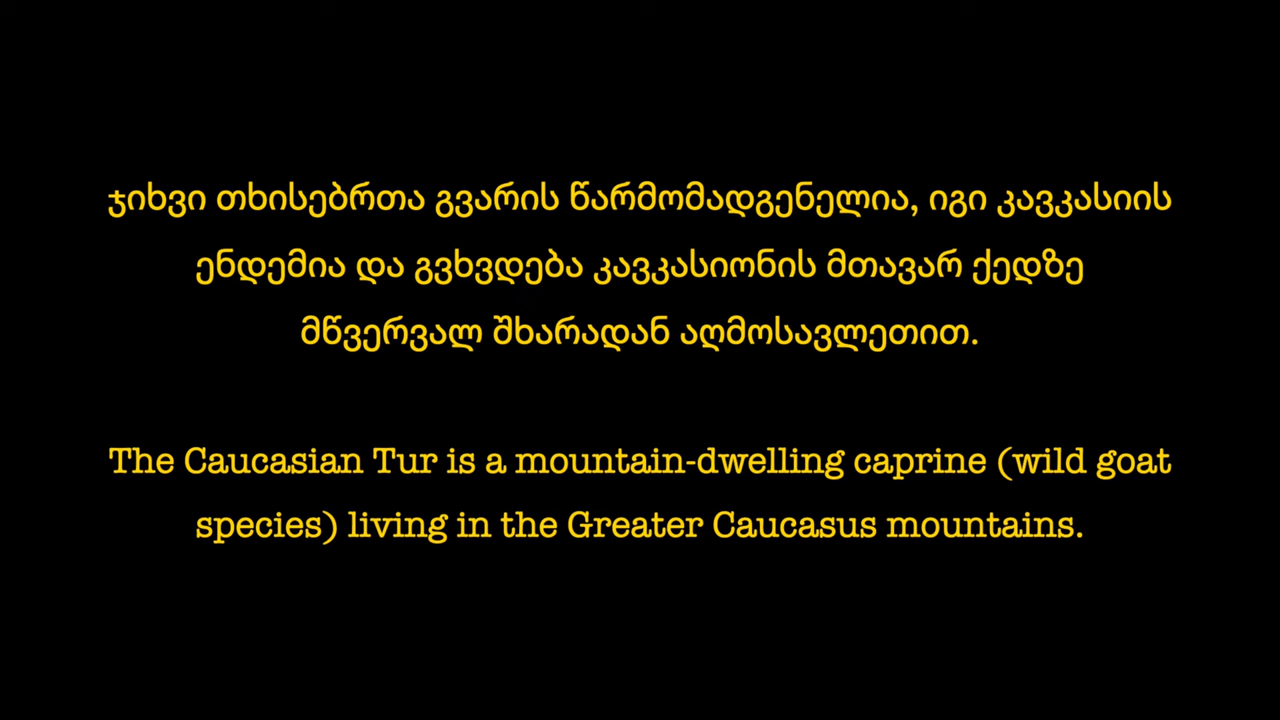 ჯიხვი თხისებრთა გვარის წარმომადგენელია, იგი კავკასიის
ენდემია და გვხვდება კავკასიონის მთავარ ქედზე
მწვერვალ შხარადან აღმოსავლეთით.
The Caucasian Tur is a mountain-dwelling caprine (wild goat
species) living in the Greater Caucasus mountains.